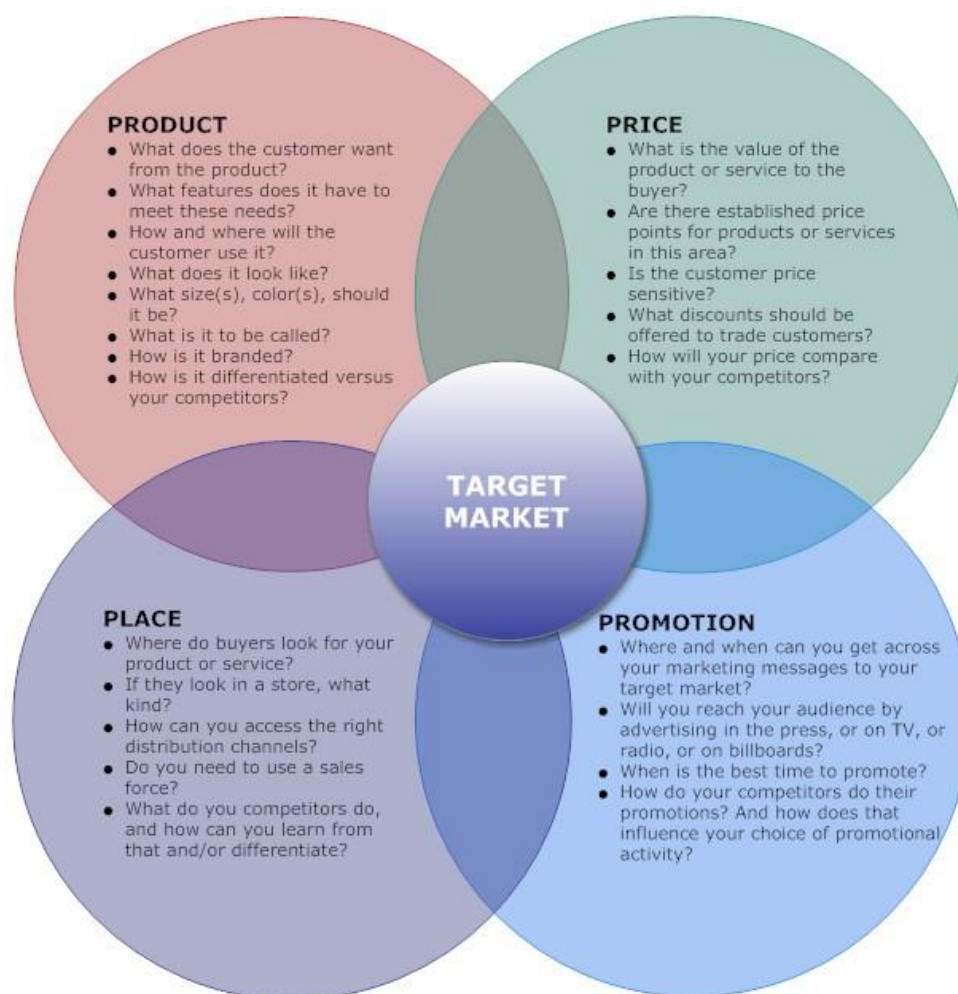 PRODUCT
● What does the customer want
from the product?
● What features does it have to
meet these needs?
● How and where will the
customer use it?
● What does it look like?
● What size(s), color(s), should
it be?
● What is it to be called?
● How is it branded?
● How is it differentiated versus
your competitors?
PRICE
● What is the value of the
product or service to the
buyer?
● Are there established price
points for products or services
in this area?
● Is the customer price
sensitive?
● What discounts should be
offered to trade customers?
● How will your price compare
with your competitors?
TARGET
MARKET
PLACE
● Where do buyers look for your
product or service?
● If they look in a store, what
kind?
● How can you access the right
distribution channels?
● Do you need to use a sales
force?
● What do you competitors do,
and how can you learn from
that and/or differentiate?
PROMOTION
● Where and when can you get across
your marketing messages to your
target market?
● Will you reach your audience by
advertising in the press, or on TV, or
radio, or on billboards?
● When is the best time to promote?
● How do your competitors do their
promotions? And how does that
influence your choice of promotional
activity?